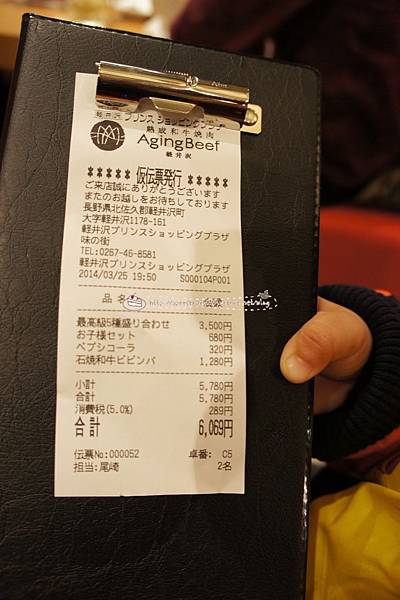 軽井沢 プリンスショッピングプラザ
熟成和牛焼肉
AgingBeef
軽井沢
***** 仮伝票発行 *****
ご来店誠にありがとうございます
またのお越しをお待ちしております
長野県北佐久郡軽井沢町
大字軽井沢1178-161
軽井沢プリンスショッピングプラザ
味の街
TEL:0267-46-8581
軽井沢プリンスショッピングプラザ
2014/03/25 19:50 S000104P001
品 名 金額
最高級5種盛り合わせ 3,500円
お子様セット 680円
ペプシコーラ 320円
石焼和牛ビビンバ 1,280円
小計 5,780円
合計 5,780円
消費税(5.0%) 289円
合計 6,069円
伝票No:000052 卓番: C5
担当:尾崎 2名